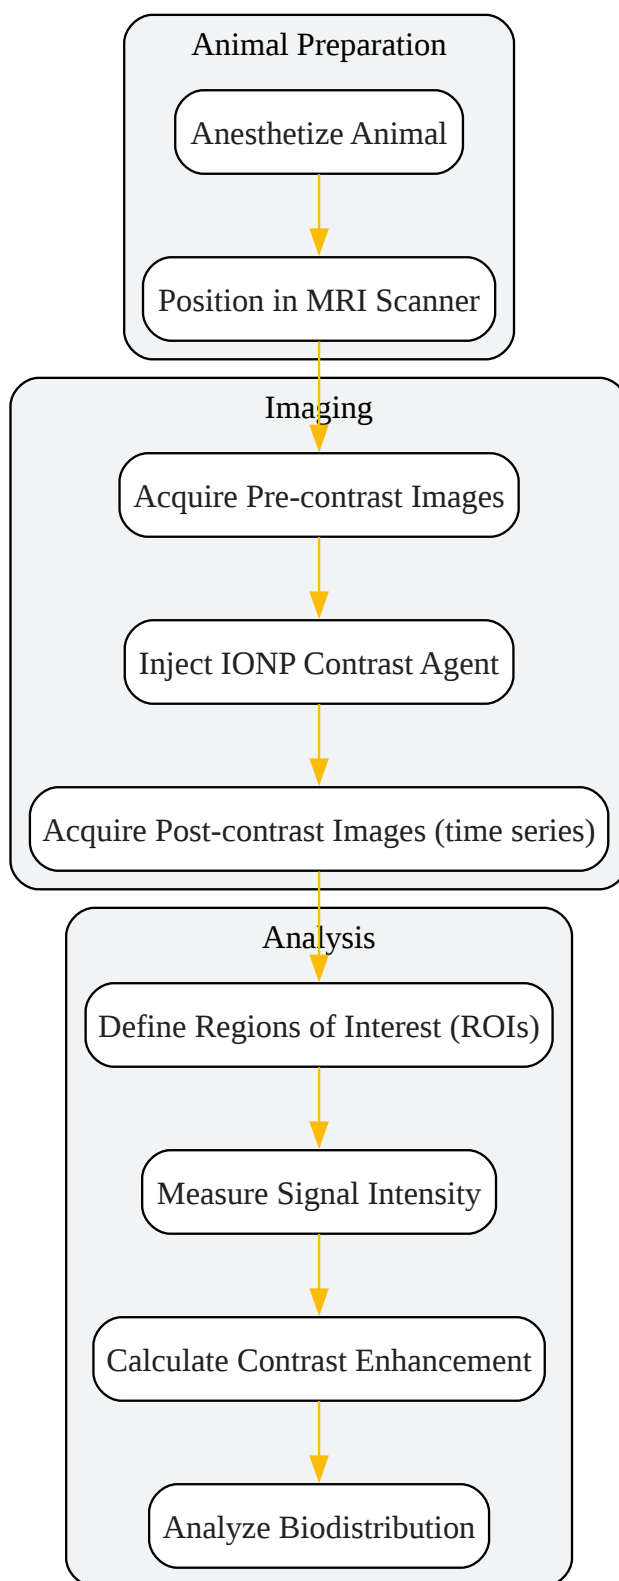 Animal Preparation
Anesthetize Animal
Position in MRI Scanner
Imaging
Acquire Pre-contrast Images
Inject IONP Contrast Agent
Acquire Post-contrast Images (time series)
Analysis
Define Regions of Interest (ROIs)
Measure Signal Intensity
Calculate Contrast Enhancement
Analyze Biodistribution